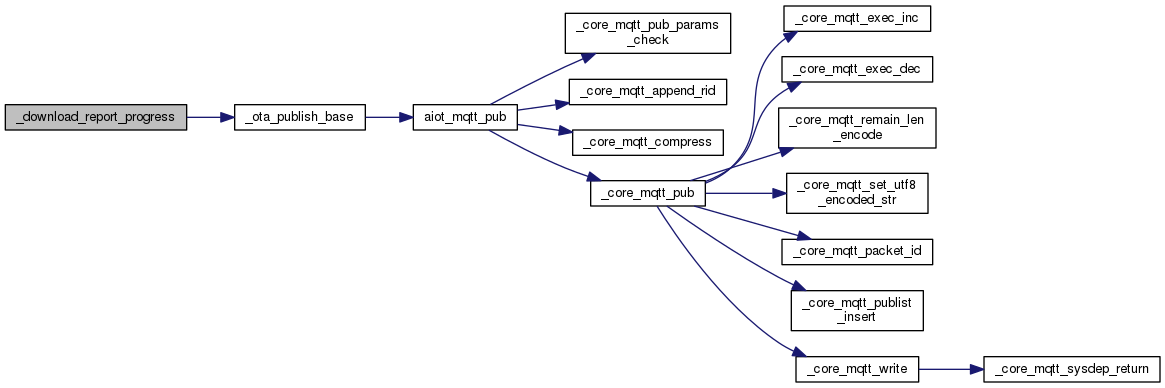 _download_report_progress
_ota_publish_base
aiot_mqtt_pub
_core_mqtt_pub_params
_check
_core_mqtt_append_rid
_core_mqtt_compress
_core_mqtt_pub
_core_mqtt_exec_inc
_core_mqtt_exec_dec
_core_mqtt_remain_len
_encode
_core_mqtt_set_utf8
_encoded_str
_core_mqtt_packet_id
_core_mqtt_publist
_insert
_core_mqtt_write
_core_mqtt_sysdep_return